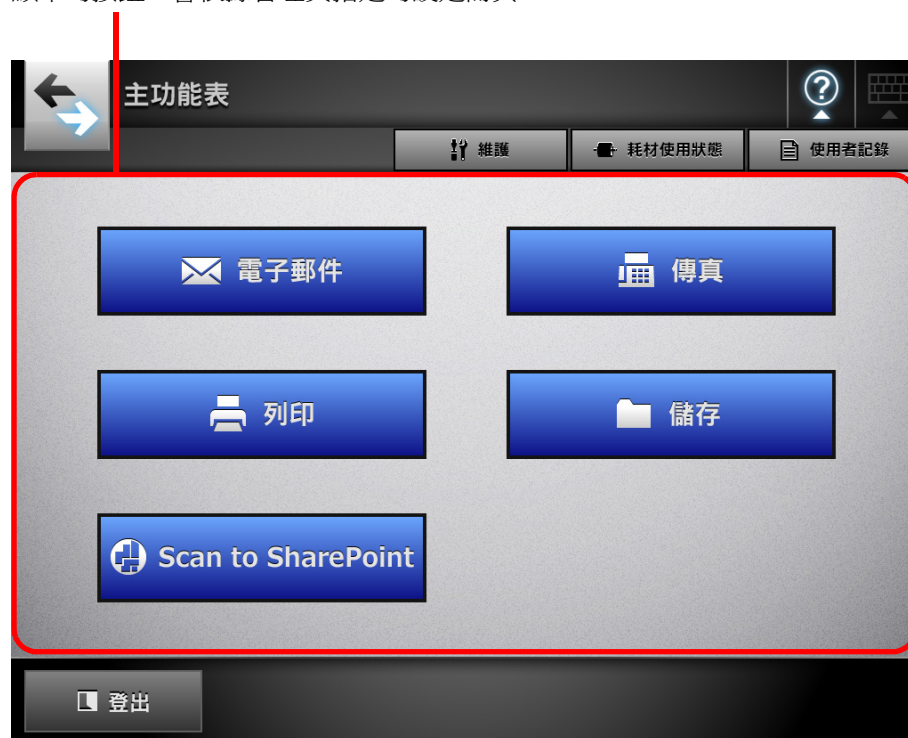 主功能表
維護
耗材使用狀態
使用者記錄
電子郵件
傳真
列印
儲存
Scan to SharePoint
登出